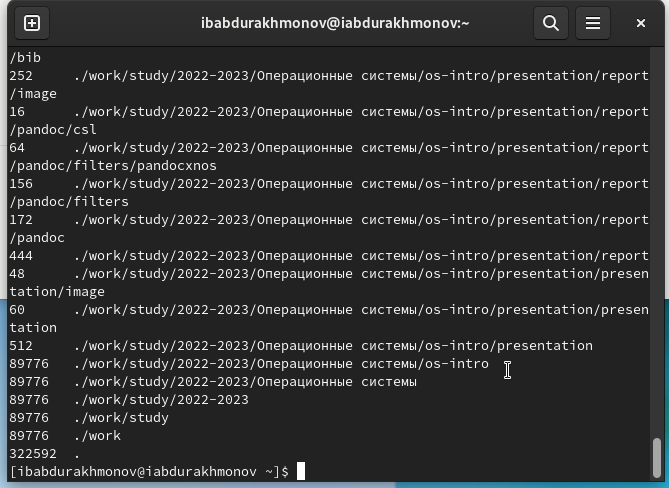 ibabdurakhmonov@iabdurakhmonov:~
/bib
252     ./work/study/2022-2023/Операционные системы/os-intro/presentation/report
/image
16      ./work/study/2022-2023/Операционные системы/os-intro/presentation/report
/pandoc/csl
64      ./work/study/2022-2023/Операционные системы/os-intro/presentation/report
/pandoc/filters/pandocxnos
156     ./work/study/2022-2023/Операционные системы/os-intro/presentation/report
/pandoc/filters
172     ./work/study/2022-2023/Операционные системы/os-intro/presentation/report
/pandoc
444     ./work/study/2022-2023/Операционные системы/os-intro/presentation/report
48      ./work/study/2022-2023/Операционные системы/os-intro/presentation/presen
tation/image
60      ./work/study/2022-2023/Операционные системы/os-intro/presentation/presen
tation
512     ./work/study/2022-2023/Операционные системы/os-intro/presentation
89776   ./work/study/2022-2023/Операционные системы/os-intro
89776   ./work/study/2022-2023/Операционные системы
89776   ./work/study/2022-2023
89776   ./work/study
89776   ./work
322592  .
[ibabdurakhmonov@iabdurakhmonov ~]$